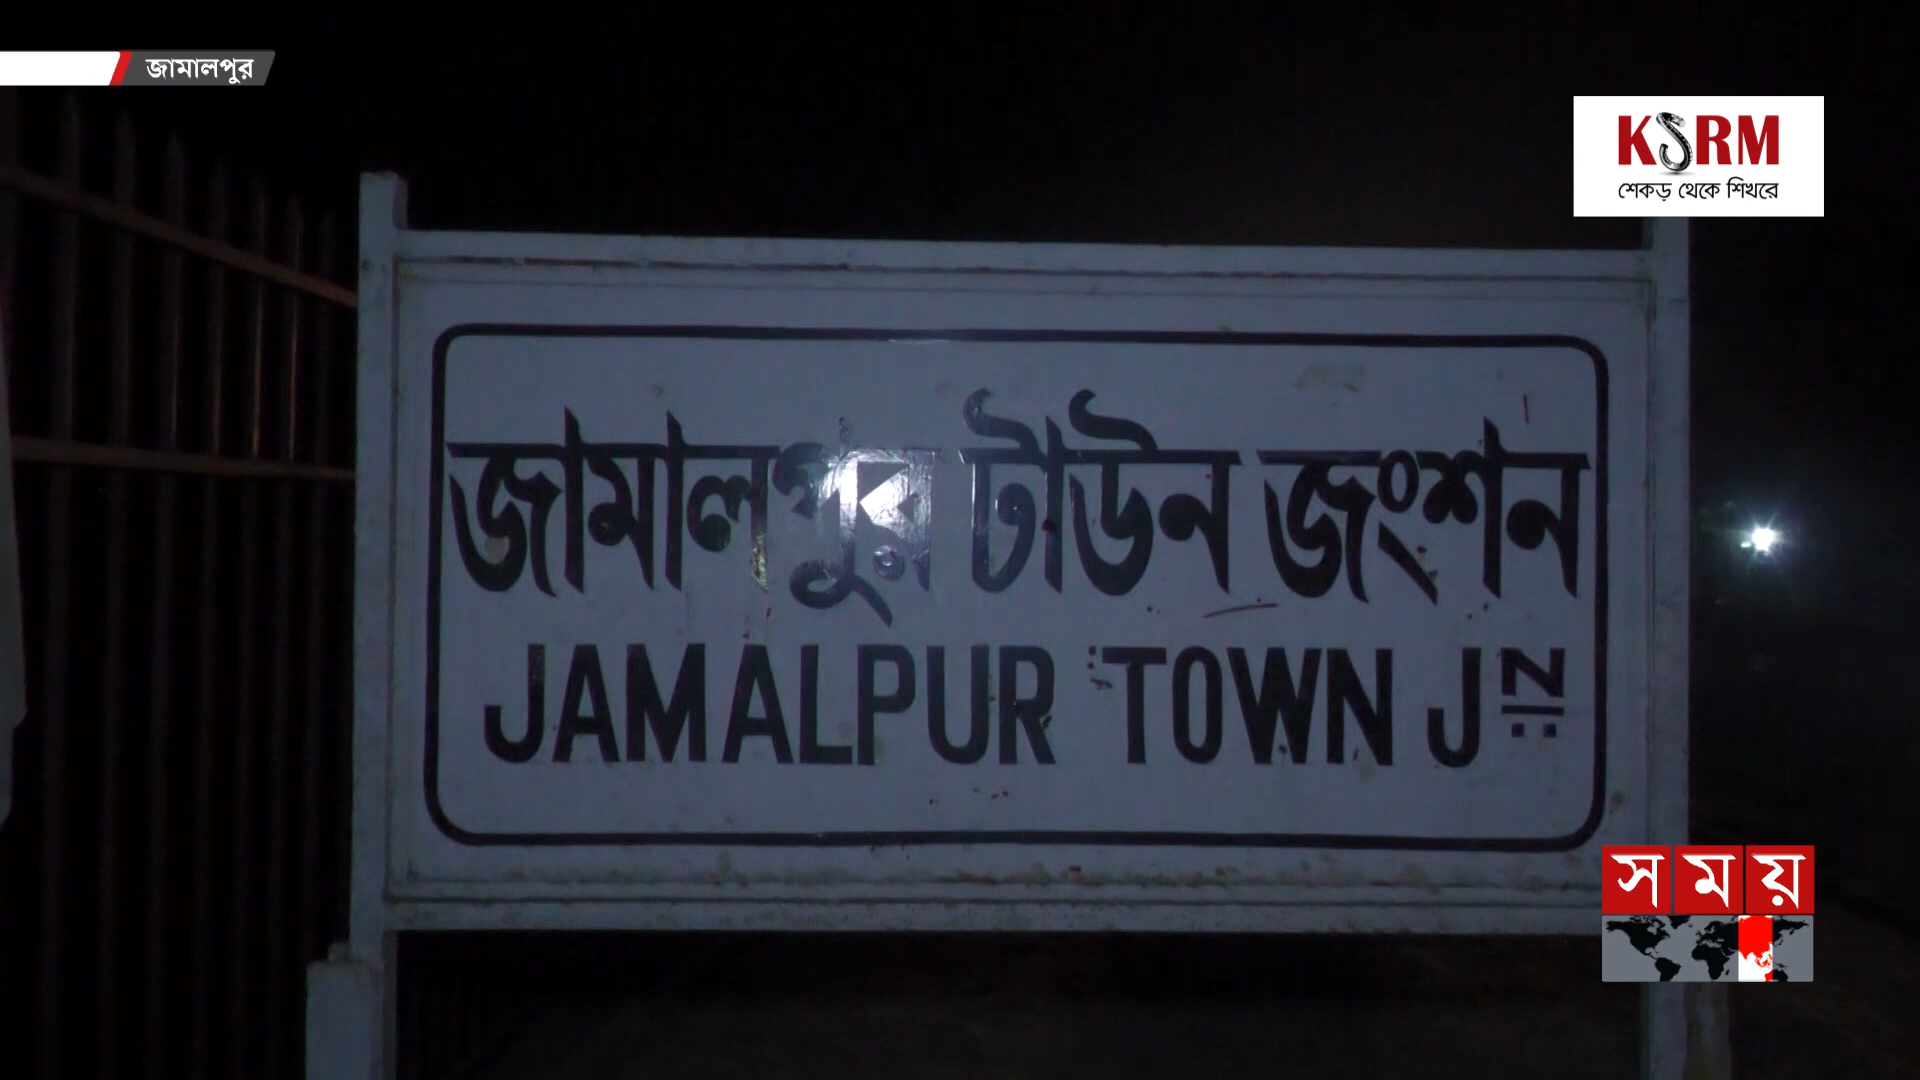 জামালপুর
KSRM
শেকড় থেকে শিখরে
জামালপুর টাউন জংশন
JAMALPUR TOWN JN
সময়